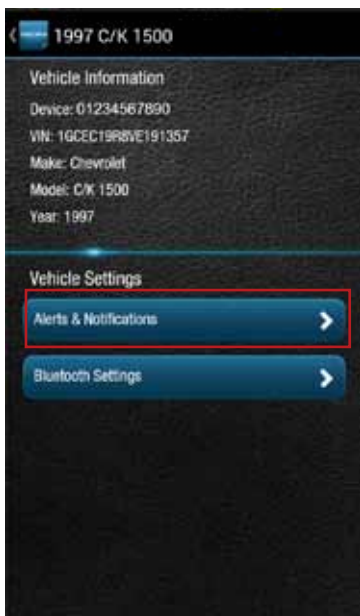 1997 C/K 1500
Vehicle Information
Device: 01234567890
VIN: 1GCEC19R8VE191357
Make: Chevrolet
Model: C/K 1500
Year: 1997
Vehicle Settings
Alerts & Notifications
Bluetooth Settings